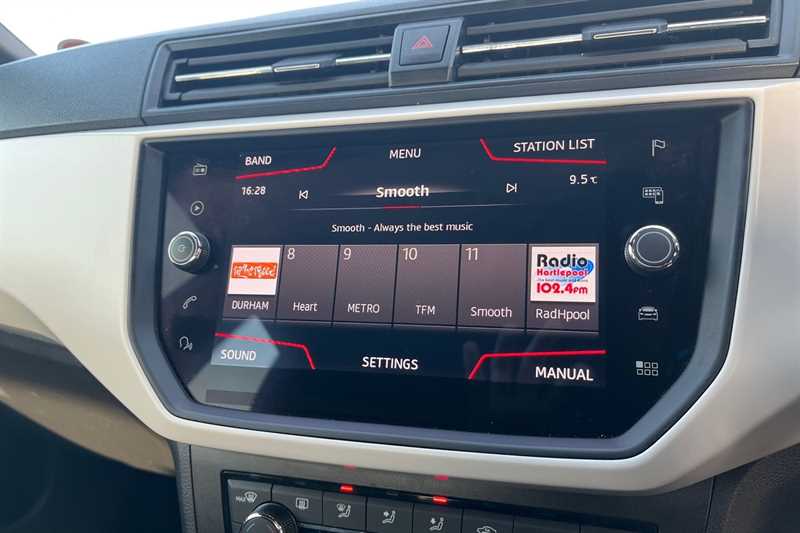 BAND
MENU
STATION LIST
16:28
Smooth
9.5 °C
Smooth - Always the best music
8
9
10
11
Radio
Hartlepool
102.4FM
DURHAM
Heart
METRO
TFM
Smooth
RadHpool
SOUND
SETTINGS
MANUAL
MAX